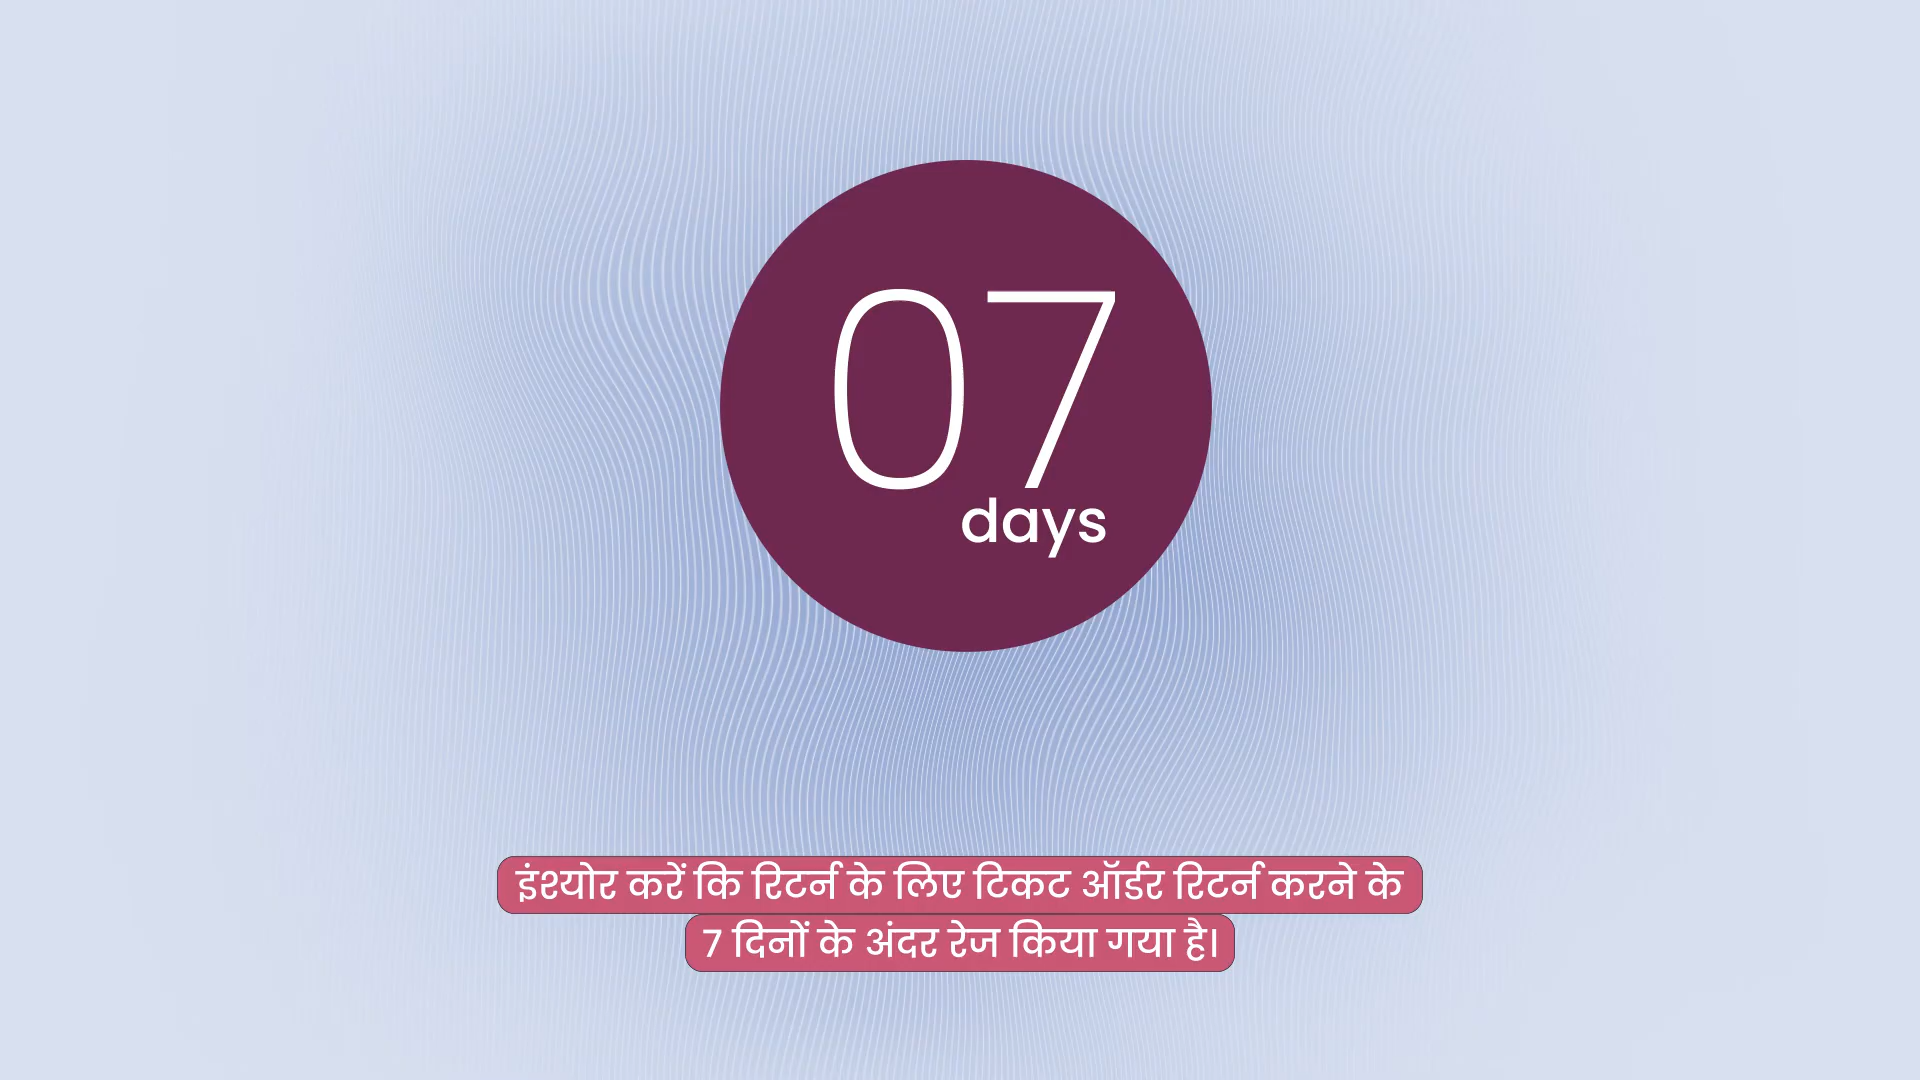 07
days
इंश्योर करें कि रिटर्न के लिए टिकट ऑर्डर रिटर्न करने के
7 दिनों के अंदर रेज किया गया है।